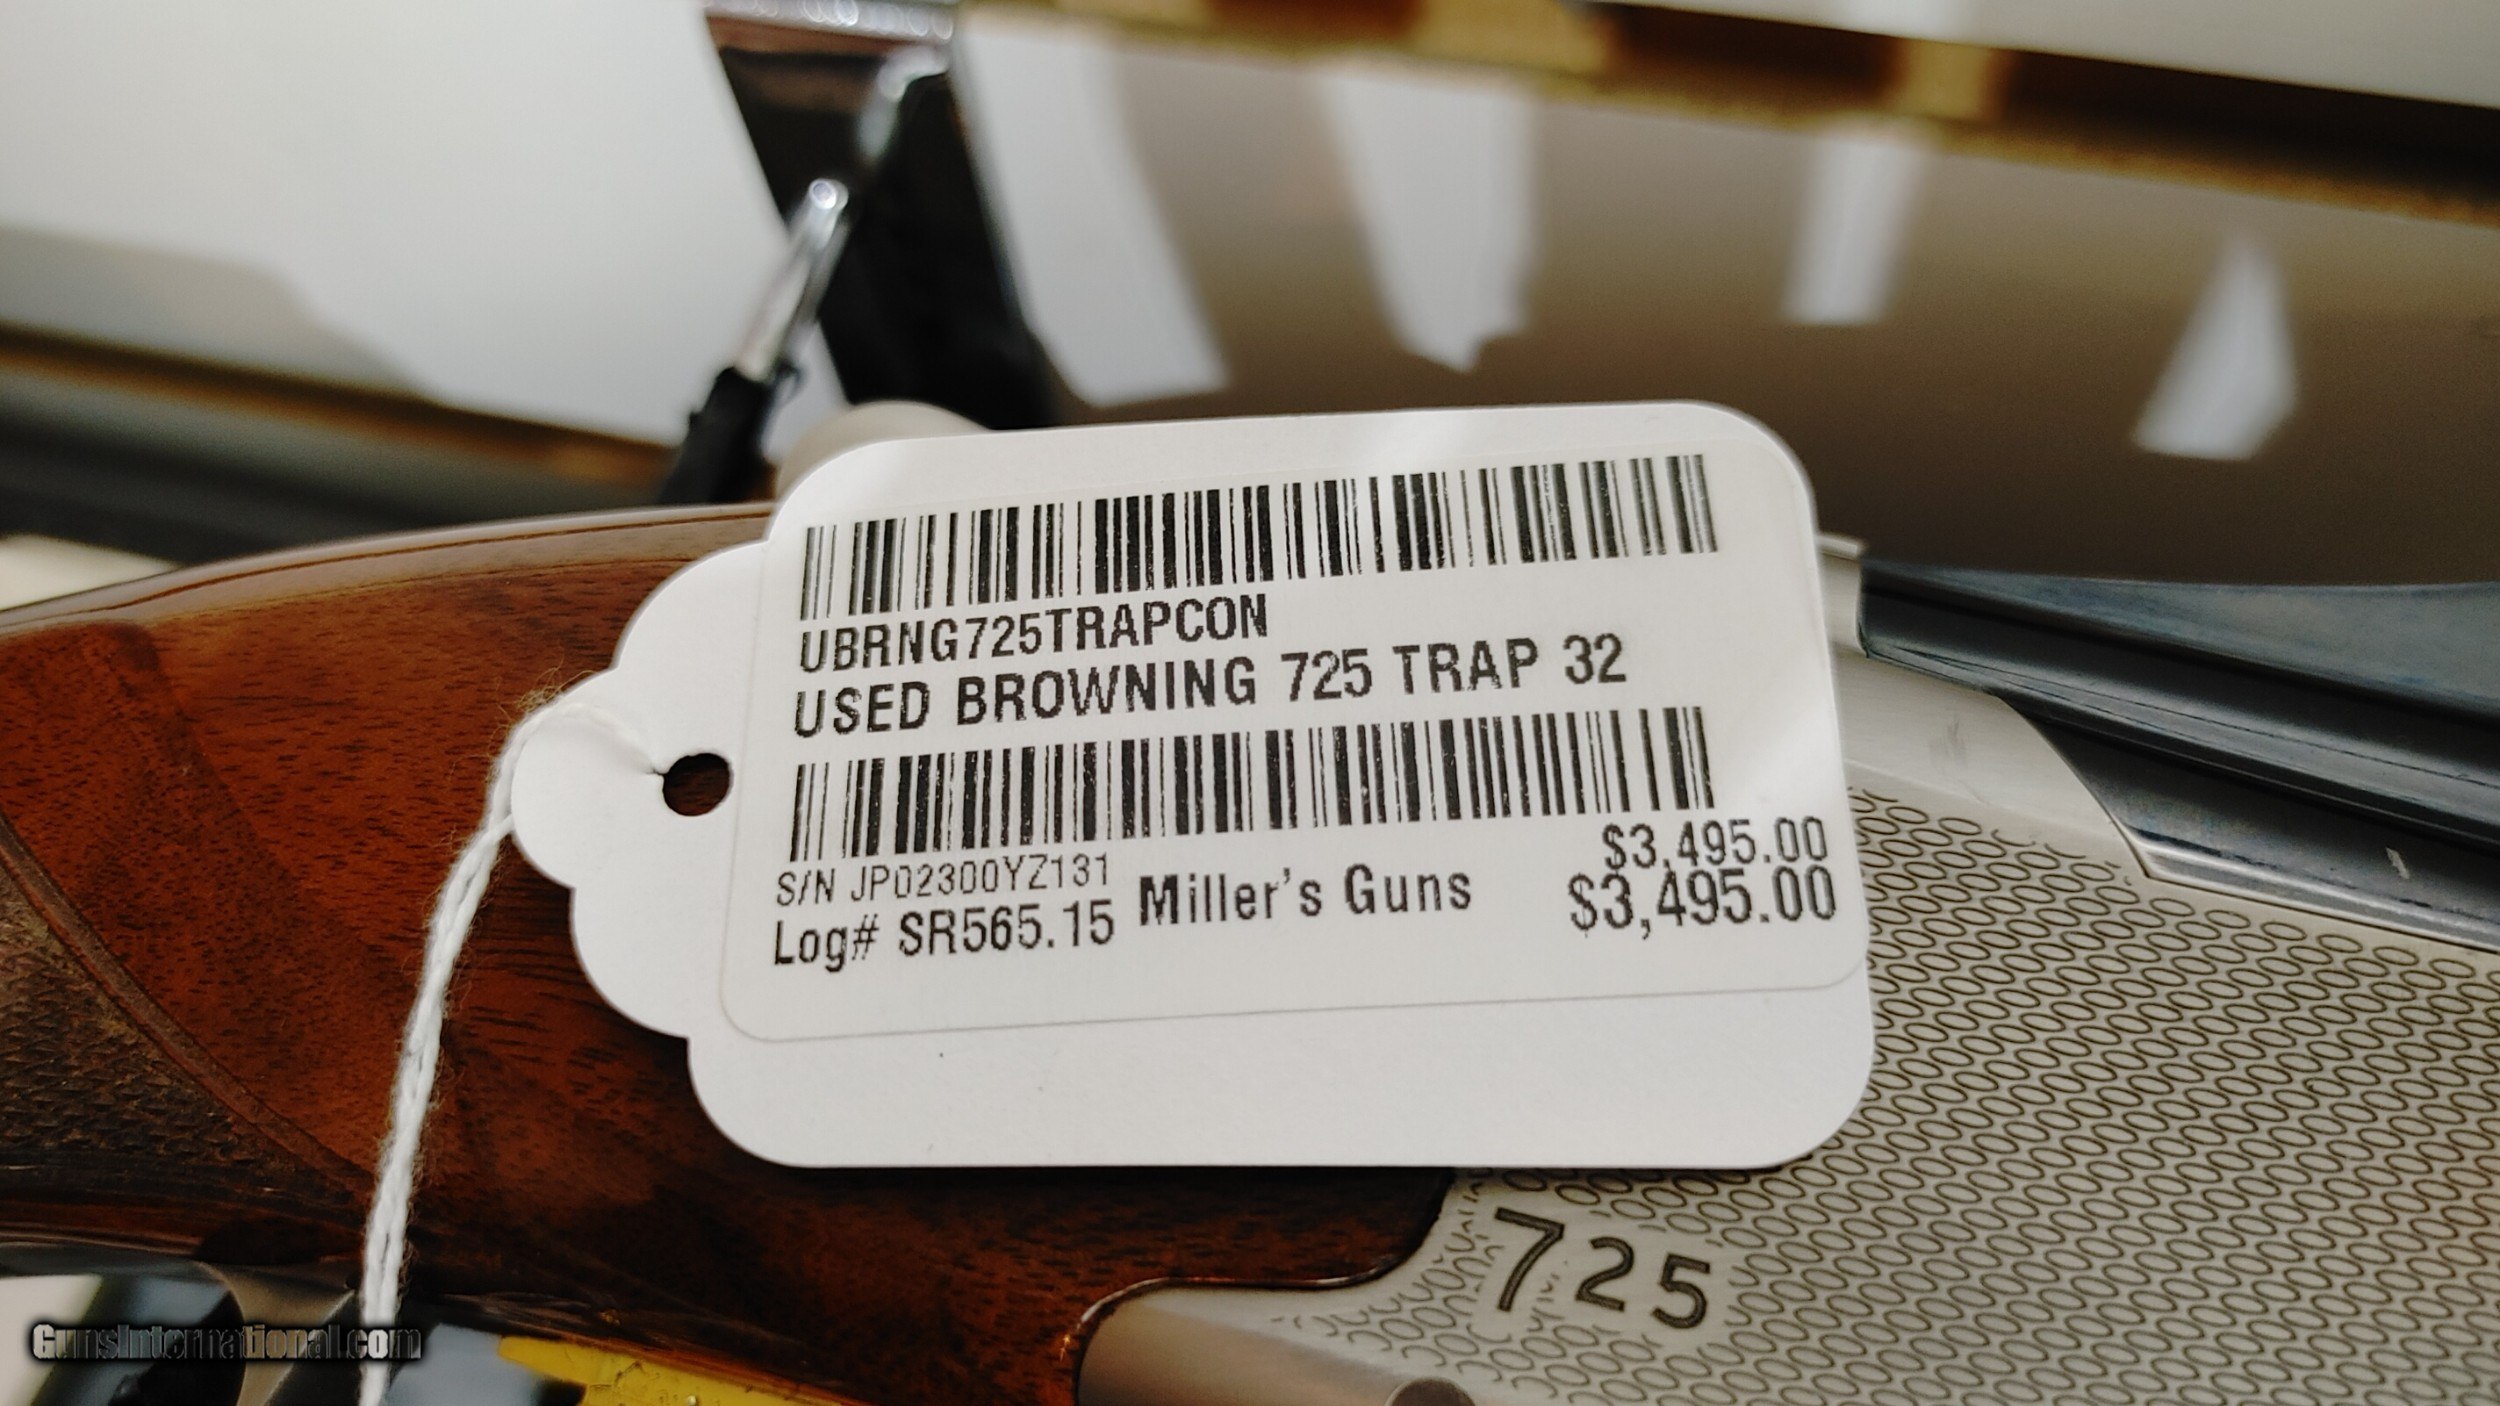 UBRNG725TRAPCON
USED BROWNING 725 TRAP 32
$3,495.00
S/N JP02300YZ131
Log# SR565.15 Miller's Guns $3,495.00
725
GunsInternational.com